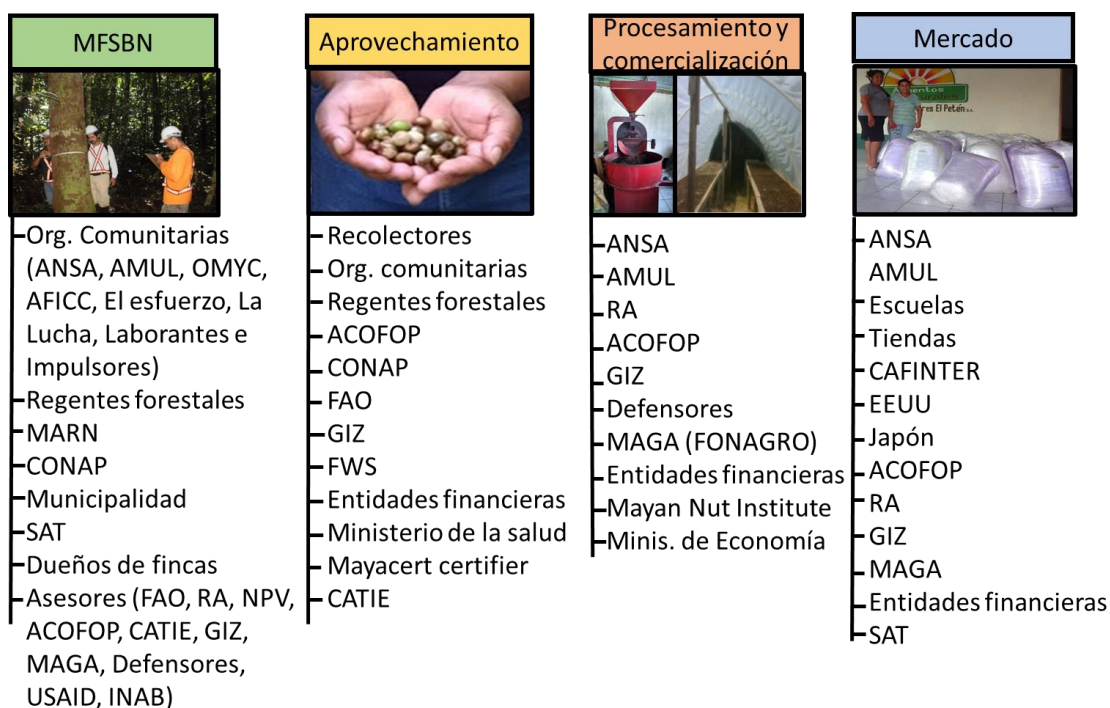 MFSBN
Org. Comunitarias
(ANSA, AMUL, OMYC,
AFICC, El esfuerzo, La
Lucha, Laborantes e
Impulsores)
Regentes forestales
MARN
CONAP
Municipalidad
SAT
Dueños de fincas
Asesores (FAO, RA, NPV,
ACOFOP, CATIE, GIZ,
MAGA, Defensores,
USAID, INAB)
Aprovechamiento
Recolectores
Org. comunitarias
Regentes forestales
ACOFOP
CONAP
FAO
GIZ
FWS
Entidades financieras
Ministerio de la salud
Mayacert certifier
CATIE
Procesamiento y
comercialización
ANSA
AMUL
RA
ACOFOP
GIZ
Defensores
MAGA (FONAGRO)
Entidades financieras
Mayan Nut Institute
Minis. de Economía
Mercado
El Petén
ANSA
AMUL
Escuelas
Tiendas
CAFINTER
EEUU
Japón
ACOFOP
RA
GIZ
MAGA
Entidades financieras
SAT